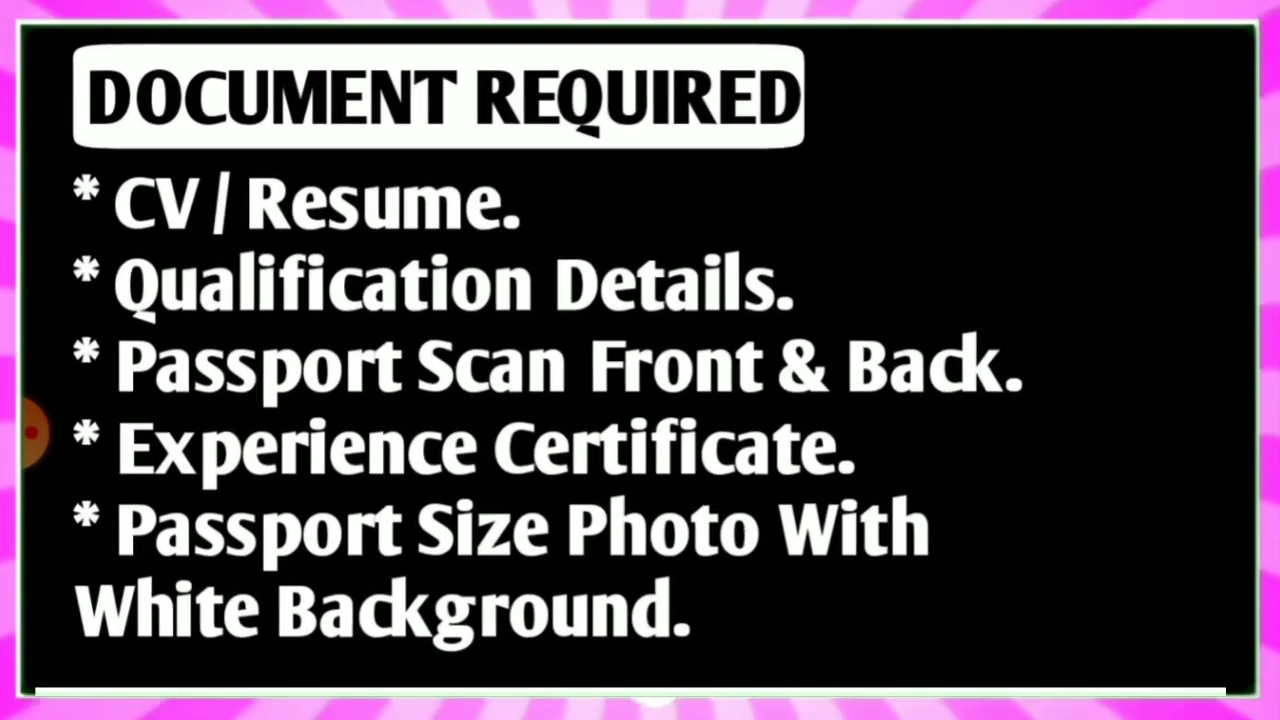 DOCUMENT REQUIRED
* CV / Resume.
* Qualification Details.
* Passport Scan Front & Back.
* Experience Certificate.
* Passport Size Photo With
White Background.